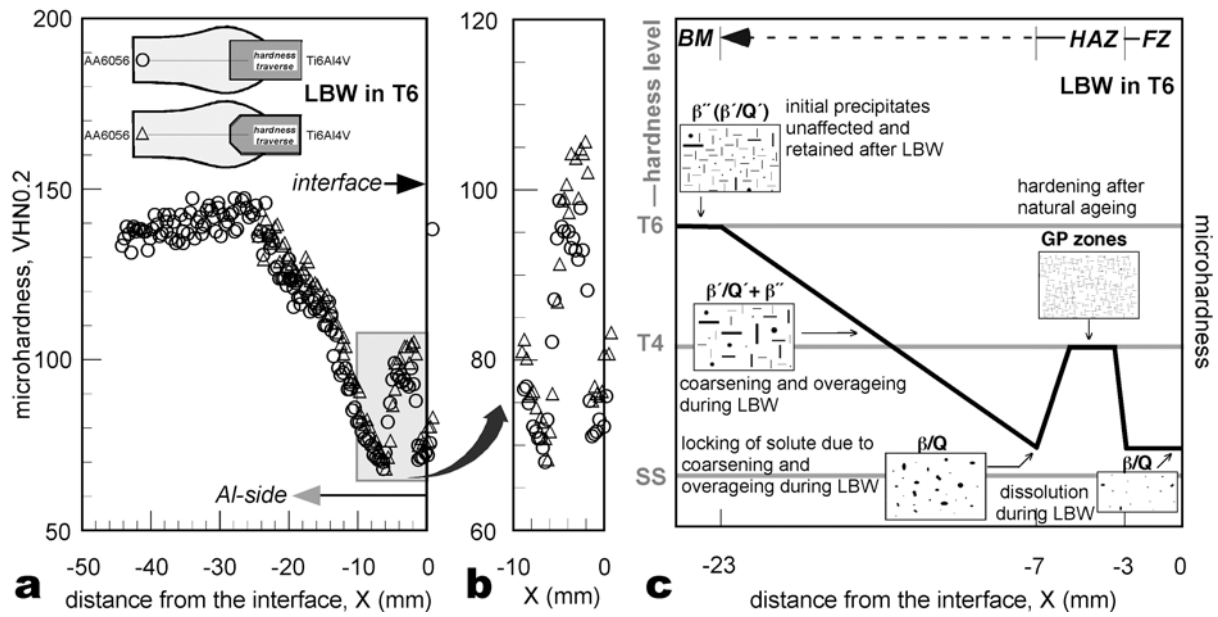 200
150
100
50
microhardness, VHN0.2
AA6056
hardness
traverse
Ti6Al4V
LBW in T6
AA6056
hardness
traverse
Ti6Al4V
interface
Al-side
-50 -40 -30 -20 -10 0
distance from the interface, X (mm)
a
120
100
80
60
-10 0
X (mm)
b
BM
HAZ
FZ
LBW in T6
hardness level
T6
T4
SS
β´´(β´/Q´)
initial precipitates
unaffected and
retained after LBW
hardening after
natural ageing
GP zones
β´/Q´+ β´´
coarsening and overageing
during LBW
locking of solute due to
coarsening and
overageing during LBW
β/Q
dissolution
during LBW
β/Q
microhardness
-23 -7 -3 0
distance from the interface, X (mm)
c